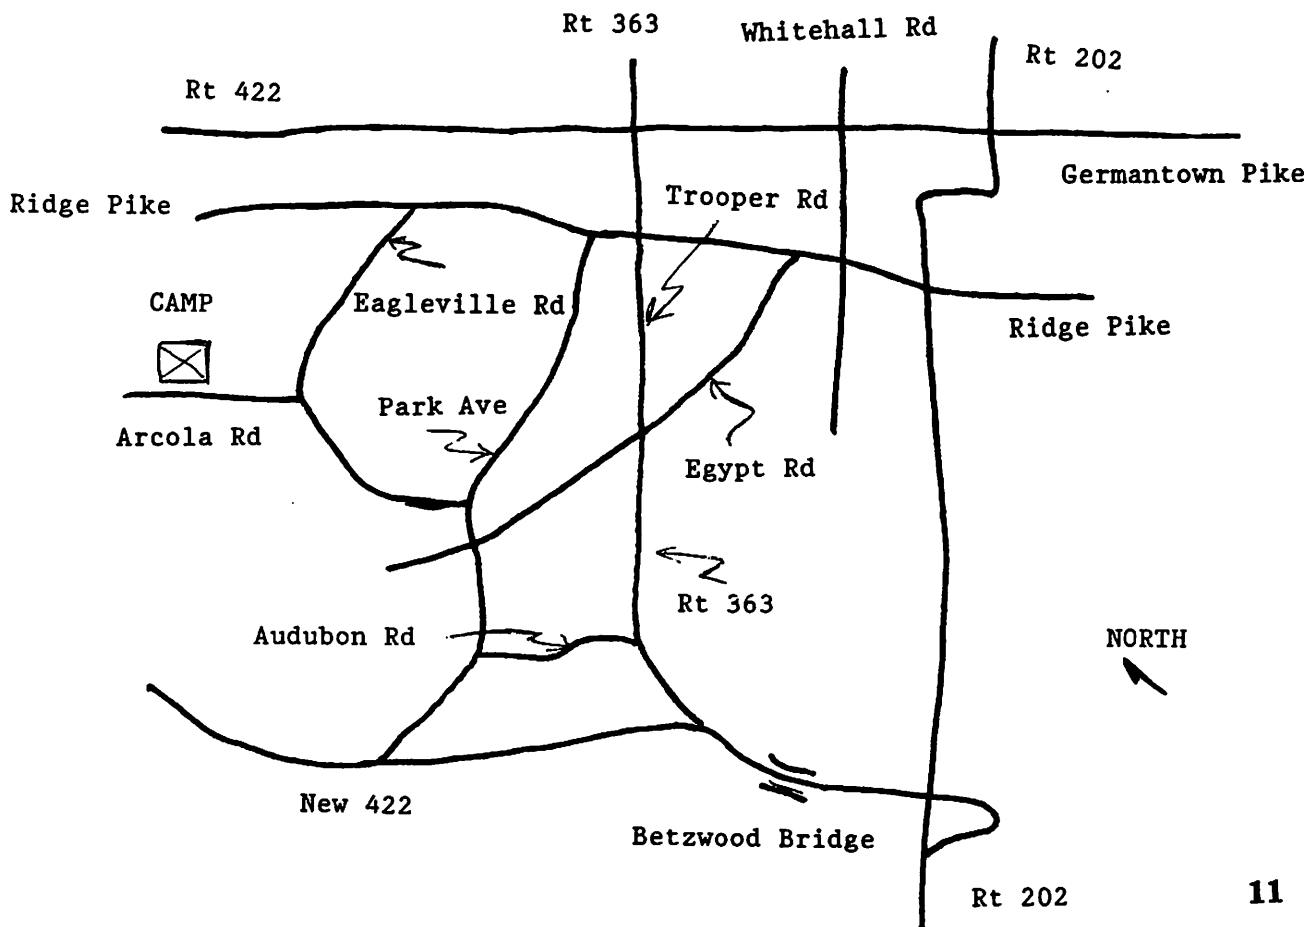 Rt 363
Whitehall Rd
Rt 202
Rt 422
Germantown Pike
Ridge Pike
Trooper Rd
CAMP
Eagleville Rd
Ridge Pike
Park Ave
Arcola Rd
Egypt Rd
Rt 363
Audubon Rd
NORTH
New 422
Betzwood Bridge
Rt 202
11